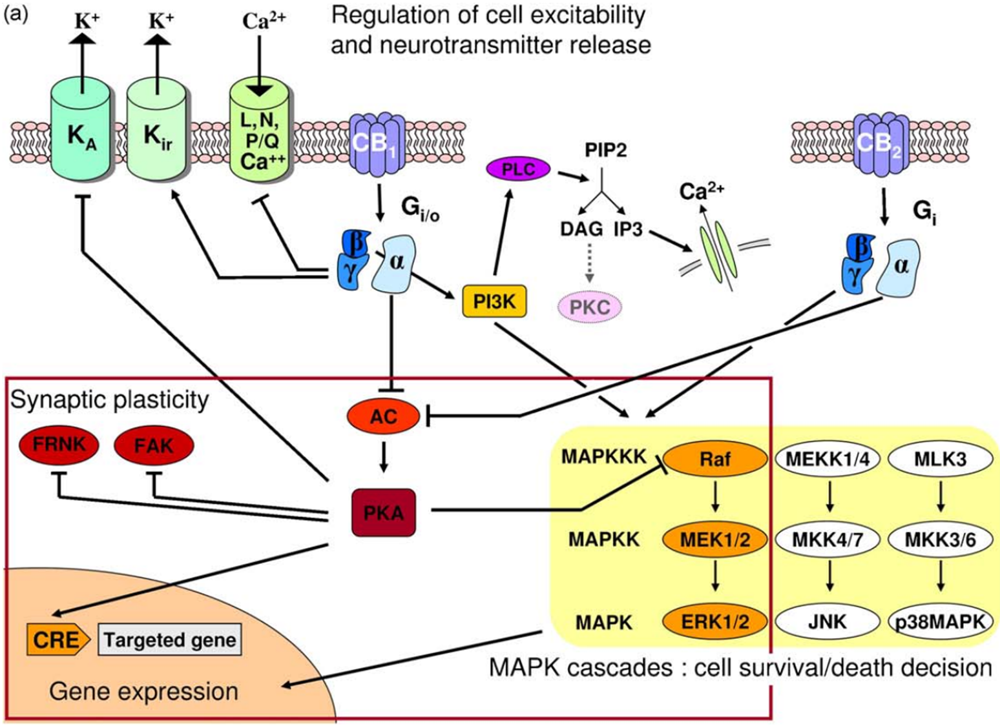 (a)
K+ K+ Ca2+
Regulation of cell excitability
and neurotransmitter release
KA
Kir
L, N,
P/Q
Ca++
CB1
CB2
PLC
PIP2
Ca2+
Gi/o
Gi
DAG IP3
β
γ
α
β
γ
α
PI3K
PKC
Synaptic plasticity
FRNK
FAK
AC
PKA
MAPKKK Raf MEKK1/4 MLK3
MAPKK MEK1/2 MKK4/7 MKK3/6
MAPK ERK1/2 JNK p38MAPK
CRE Targeted gene
MAPK cascades : cell survival/death decision
Gene expression